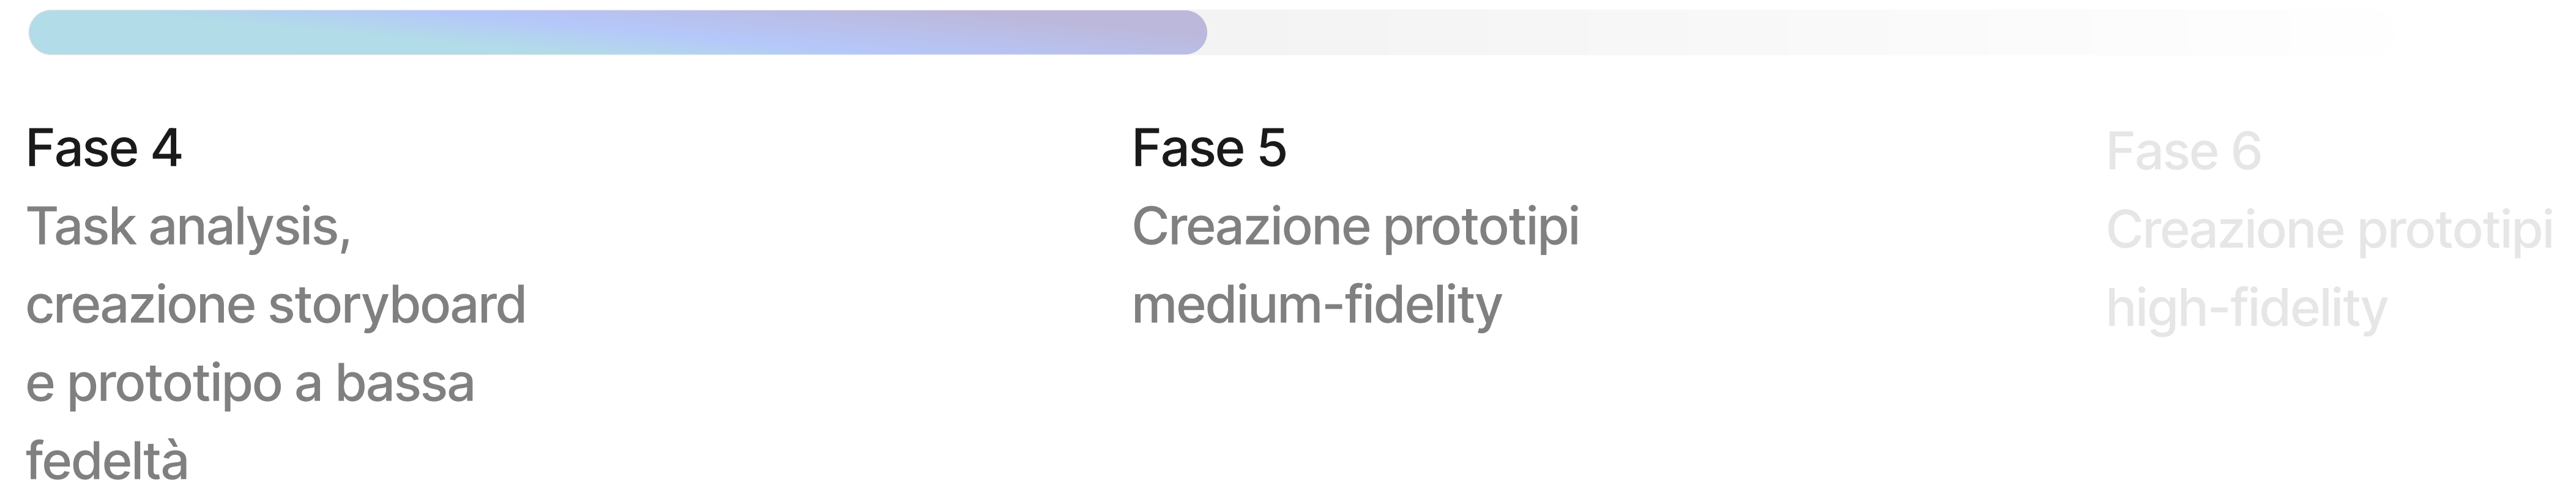 Fase 4
Task analysis,
creazione storyboard
e prototipo a bassa
fedeltà
Fase 5
Creazione prototipi
medium-fidelity
Fase 6
Creazione prototipi
high-fidelity